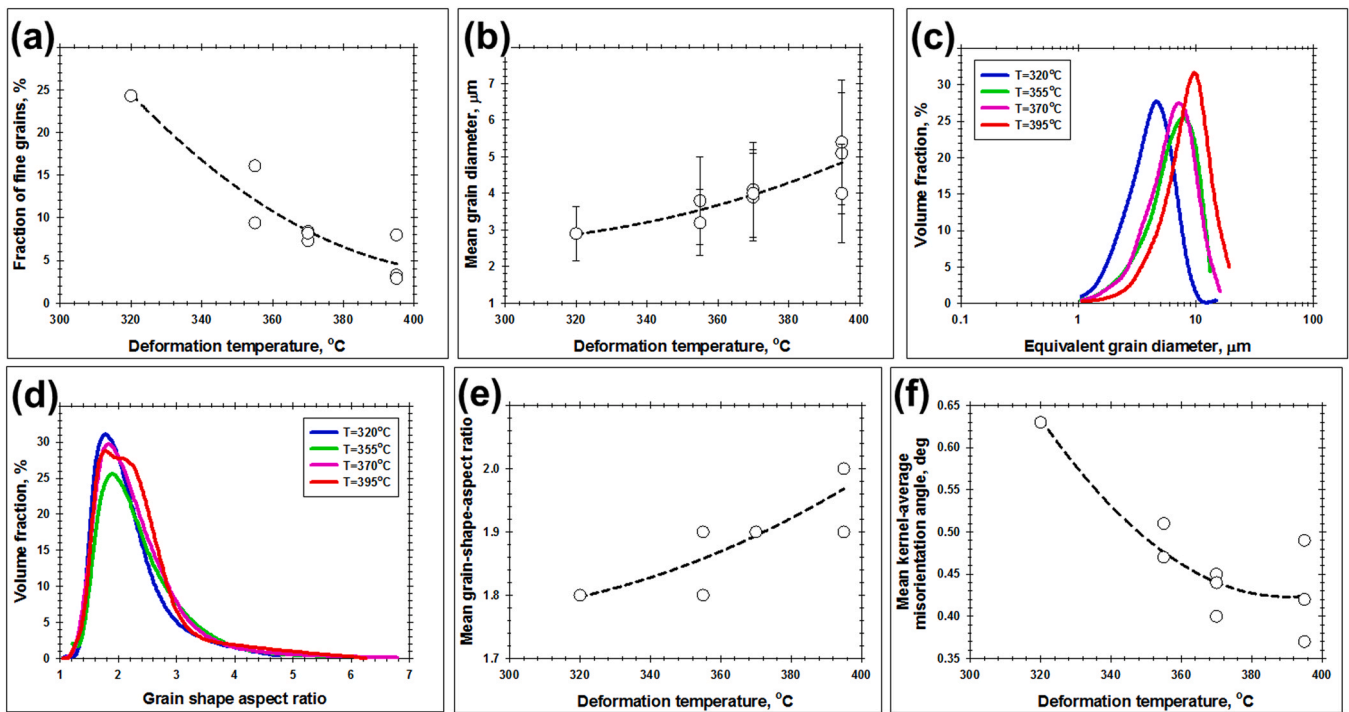 (a)
Fraction of fine grains, %
25
20
15
10
5
0
300 320 340 360 380 400
Deformation temperature, °C
(b)
Mean grain diameter, μm
7
6
5
4
3
2
1
300 320 340 360 380 400
Deformation temperature, °C
(c)
T=320°C
T=355°C
T=370°C
T=395°C
Volume fraction, %
30
25
20
15
10
5
0
0.1 1 10 100
Equivalent grain diameter, μm
(d)
T=320°C
T=355°C
T=370°C
T=395°C
Volume fraction, %
30
25
20
15
10
5
0
1 2 3 4 5 6 7
Grain shape aspect ratio
(e)
Mean grain-shape-aspect ratio
2.0
1.9
1.8
1.7
300 320 340 360 380 400
Deformation temperature, °C
(f)
Mean kernel-average
misorientation angle, deg
0.65
0.60
0.55
0.50
0.45
0.40
0.35
300 320 340 360 380 400
Deformation temperature, °C